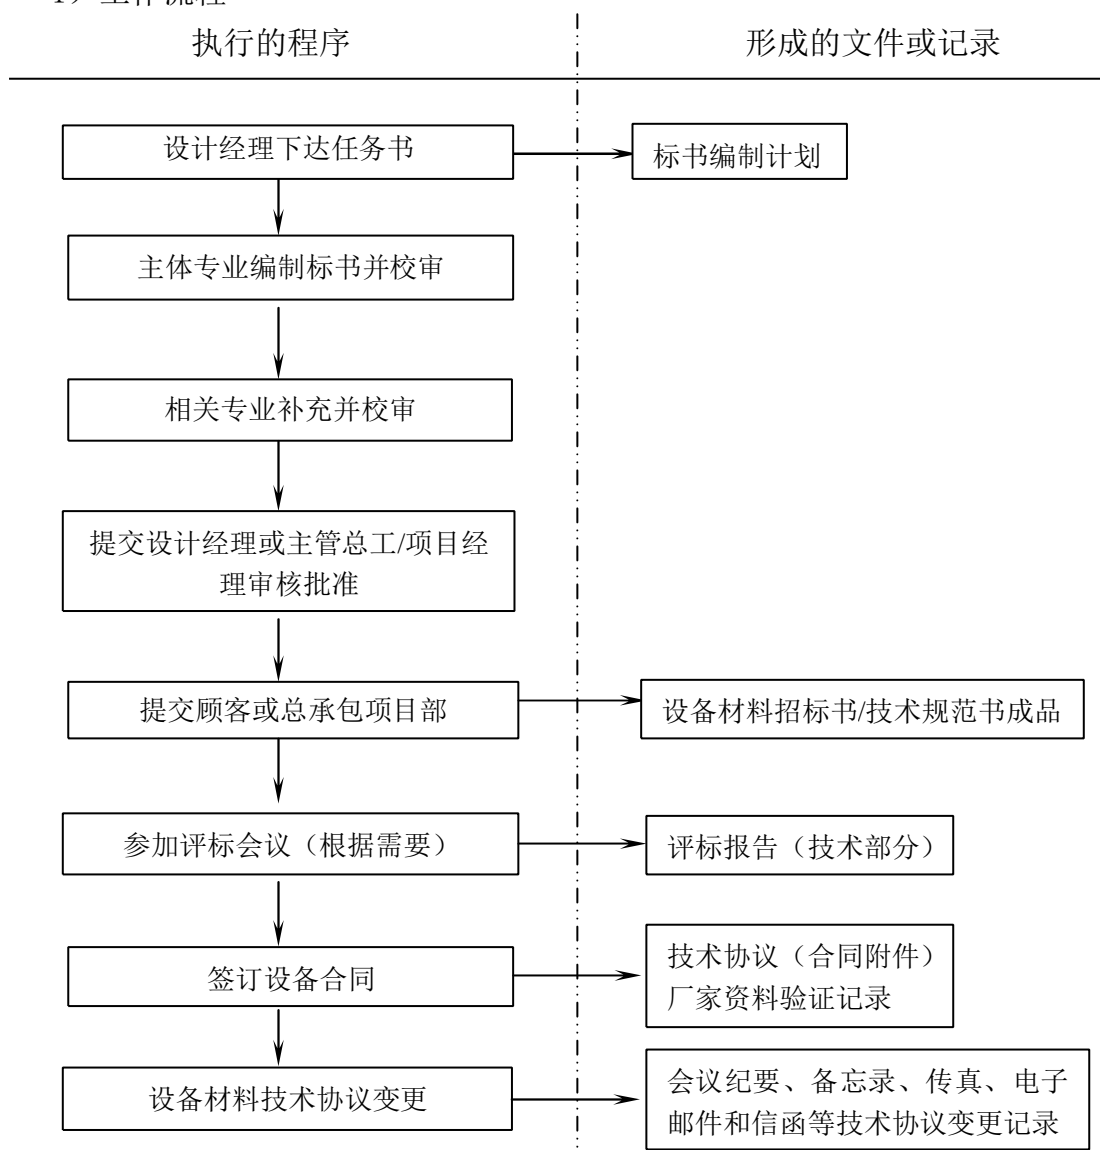 执行的程序
形成的文件或记录
设计经理下达任务书
标书编制计划
主体专业编制标书并校审
相关专业补充并校审
提交设计经理或主管总工/项目经
理审核批准
提交顾客或总承包项目部
设备材料招标书/技术规范书成品
参加评标会议（根据需要）
评标报告（技术部分）
签订设备合同
技术协议（合同附件）
厂家资料验证记录
设备材料技术协议变更
会议纪要、备忘录、传真、电子
邮件和信函等技术协议变更记录